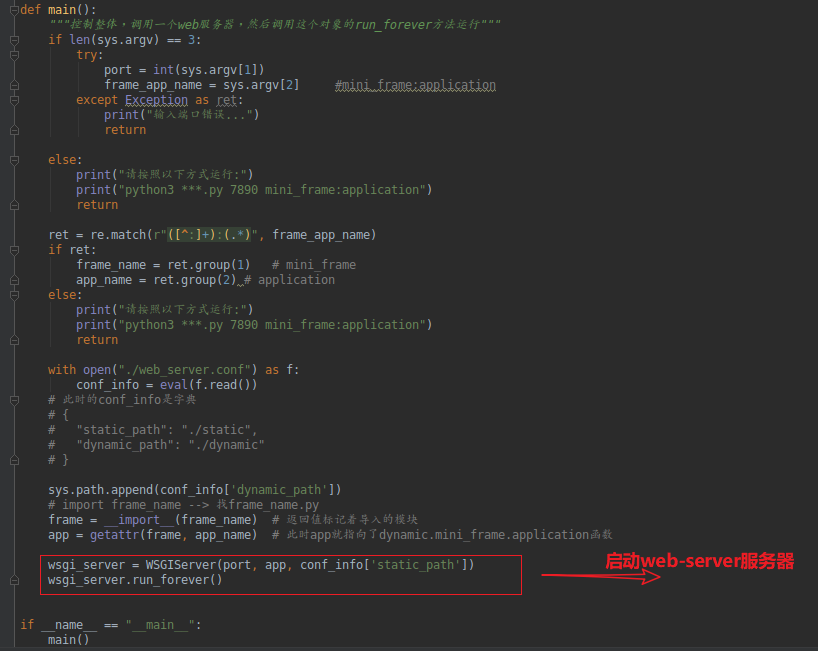 def main():
    """控制整体，调用一个web服务器，然后调用这个对象的run_forever方法运行"""
    if len(sys.argv) == 3:
        try:
            port = int(sys.argv[1])
            frame_app_name = sys.argv[2]     #mini_frame:application
        except Exception as ret:
            print("输入端口错误...")
            return

    else:
        print("请按照以下方式运行:")
        print("python3 ***.py 7890 mini_frame:application")
        return

    ret = re.match(r"([^:]+):(.*)", frame_app_name)
    if ret:
        frame_name = ret.group(1)   # mini_frame
        app_name = ret.group(2) # application
    else:
        print("请按照以下方式运行:")
        print("python3 ***.py 7890 mini_frame:application")
        return

    with open("./web_server.conf") as f:
        conf_info = eval(f.read())
    # 此时的conf_info是字典
    # {
    #   "static_path": "./static",
    #   "dynamic_path": "./dynamic"
    # }

    sys.path.append(conf_info['dynamic_path'])
    # import frame_name --> 找frame_name.py
    frame = __import__(frame_name)  # 返回值标记着导入的模块
    app = getattr(frame, app_name)  # 此时app就指向了dynamic.mini_frame.application函数

    wsgi_server = WSGIServer(port, app, conf_info['static_path'])
    wsgi_server.run_forever()
启动web-server服务器

if __name__ == "__main__":
    main()